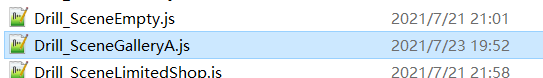 Drill_SceneEmpty.js 2021/7/21 21:01
Drill_SceneGalleryA.js 2021/7/23 19:52
Drill_SceneLimitedShop.js 2021/7/21 21:58